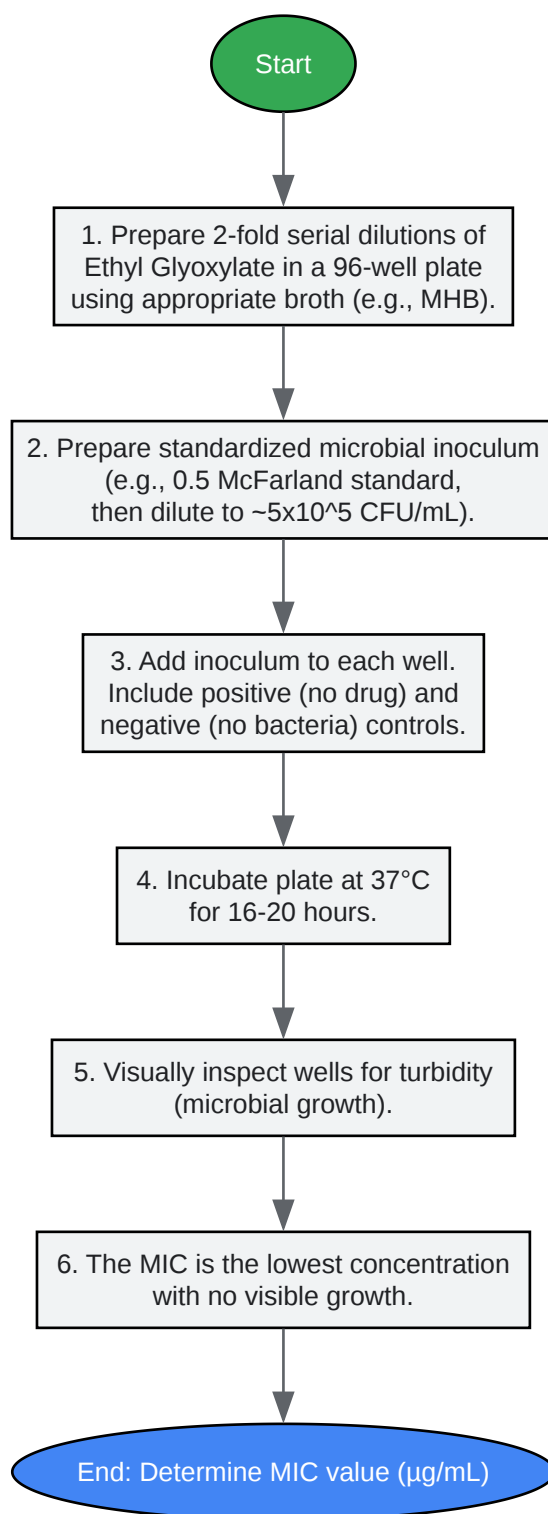 Start
1. Prepare 2-fold serial dilutions of
Ethyl Glyoxylate in a 96-well plate
using appropriate broth (e.g., MHB).
2. Prepare standardized microbial inoculum
(e.g., 0.5 McFarland standard,
then dilute to ~5x10^5 CFU/mL).
3. Add inoculum to each well.
Include positive (no drug) and
negative (no bacteria) controls.
4. Incubate plate at 37°C
for 16-20 hours.
5. Visually inspect wells for turbidity
(microbial growth).
6. The MIC is the lowest concentration
with no visible growth.
End: Determine MIC value (µg/mL)